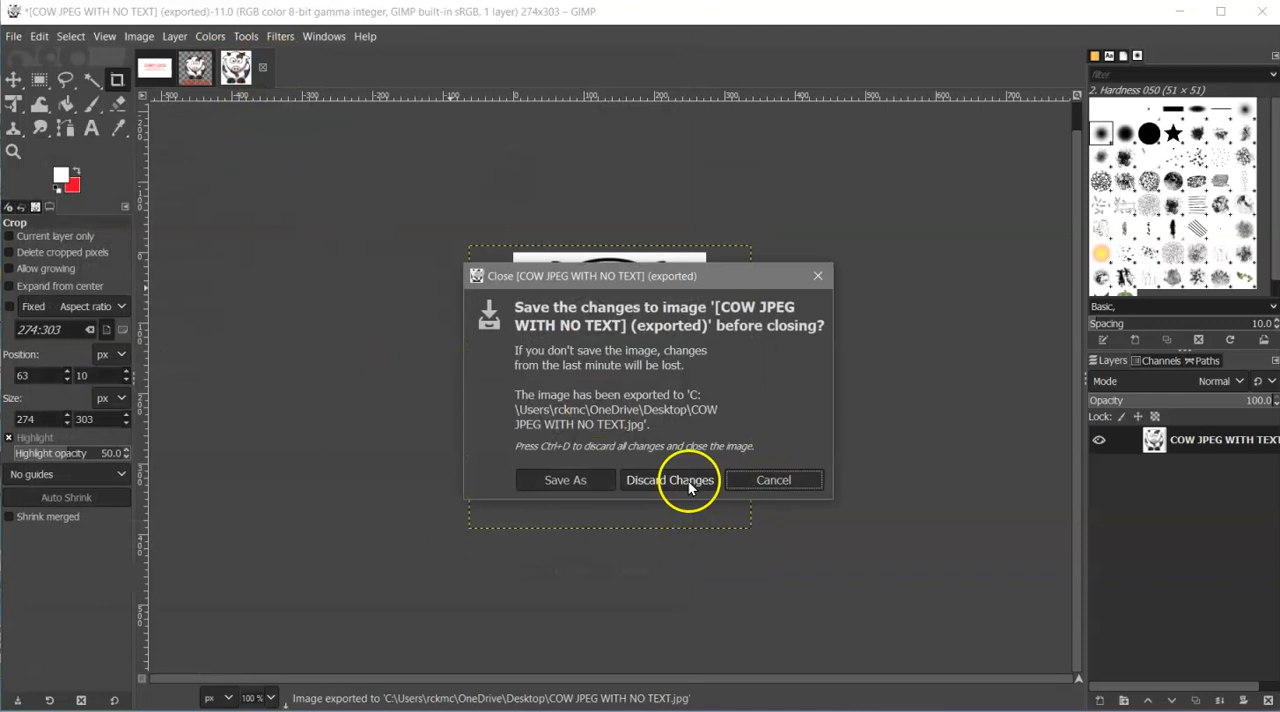 *[COW JPEG WITH NO TEXT] (exported)-11.0 (RGB color 8-bit gamma integer, GIMP built-in sRGB, 1 layer) 274x303 – GIMP
File Edit Select View Image Layer Colors Tools Filters Windows Help
filter
2. Hardness 050 (51 × 51)
Crop
Current layer only
Delete cropped pixels
Allow growing
Expand from center
Fixed Aspect ratio
274:303
Position: px
63 10
Size: px
274 303
Highlight
Highlight opacity 50.0
No guides
Auto Shrink
Shrink merged
Close [COW JPEG WITH NO TEXT] (exported)
Save the changes to image '[COW JPEG
WITH NO TEXT] (exported)' before closing?
If you don't save the image, changes
from the last minute will be lost.
The image has been exported to 'C:
\Users\rckmc\OneDrive\Desktop\COW
JPEG WITH NO TEXT.jpg'.
Press Ctrl+D to discard all changes and close the image.
Save As Discard Changes Cancel
Basic,
Spacing 10.0
Layers Channels Paths
Mode Normal
Opacity 100.0
Lock:
COW JPEG WITH TEXT
px 100 % Image exported to 'C:\Users\rckmc\OneDrive\Desktop\COW JPEG WITH NO TEXT.jpg'